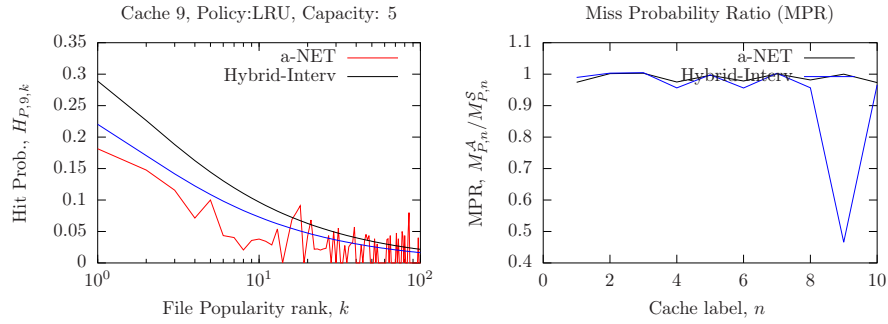 Cache 9, Policy:LRU, Capacity: 5
0.35
0.3
0.25
0.2
0.15
0.1
0.05
0
Hit Prob., H_{P,9,k}
a-NET
Hybrid-Interv
10^0
10^1
10^2
File Popularity rank, k
Miss Probability Ratio (MPR)
1.1
1
0.9
0.8
0.7
0.6
0.5
0.4
MPR, M^A_{P,n}/M^S_{P,n}
a-NET
Hybrid-Interv
0
2
4
6
8
10
Cache label, n